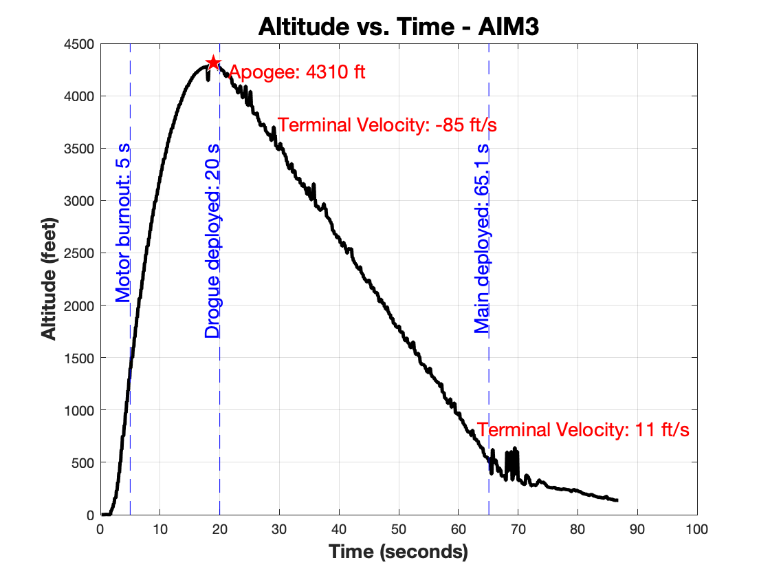 Altitude vs. Time - AIM3
Altitude (feet)
4500
4000
3500
3000
2500
2000
1500
1000
500
0
Apogee: 4310 ft
Terminal Velocity: -85 ft/s
Motor burnout: 5 s
Drogue deployed: 20 s
Main deployed: 65.1 s
Terminal Velocity: 11 ft/s
0 10 20 30 40 50 60 70 80 90 100
Time (seconds)